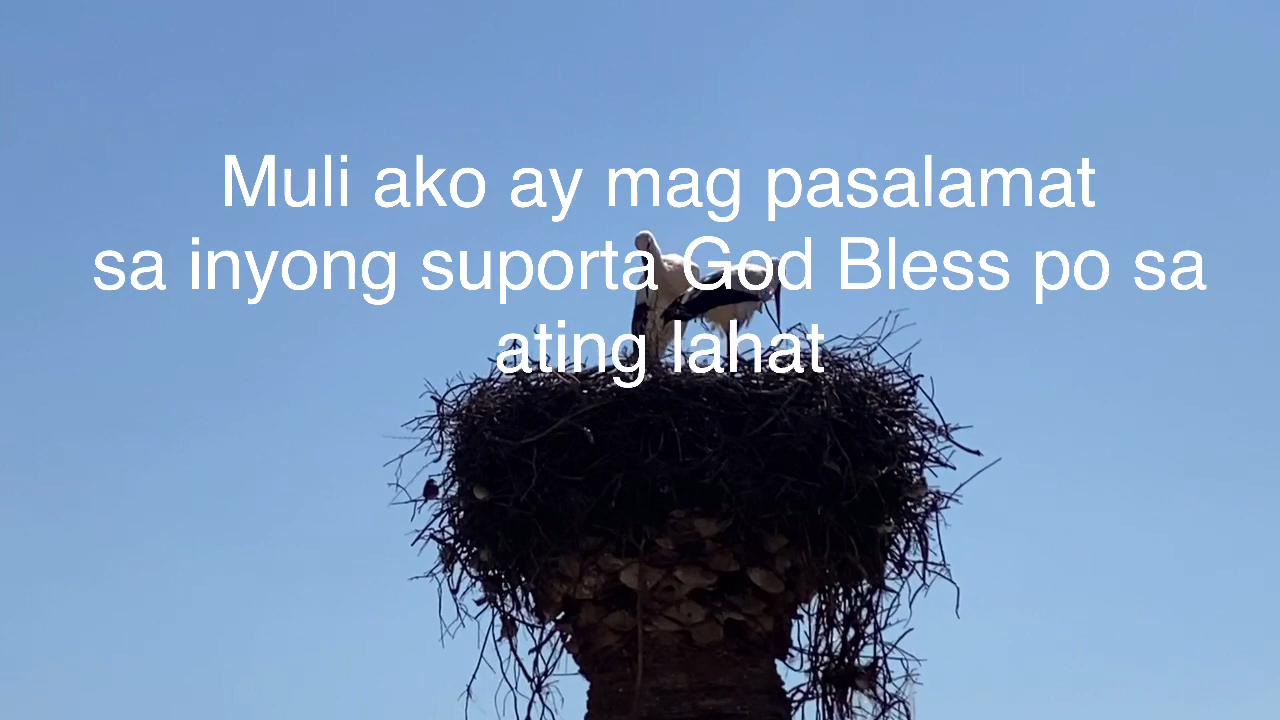 Muli ako ay mag pasalamat
sa inyong suporta God Bless po sa
ating lahat